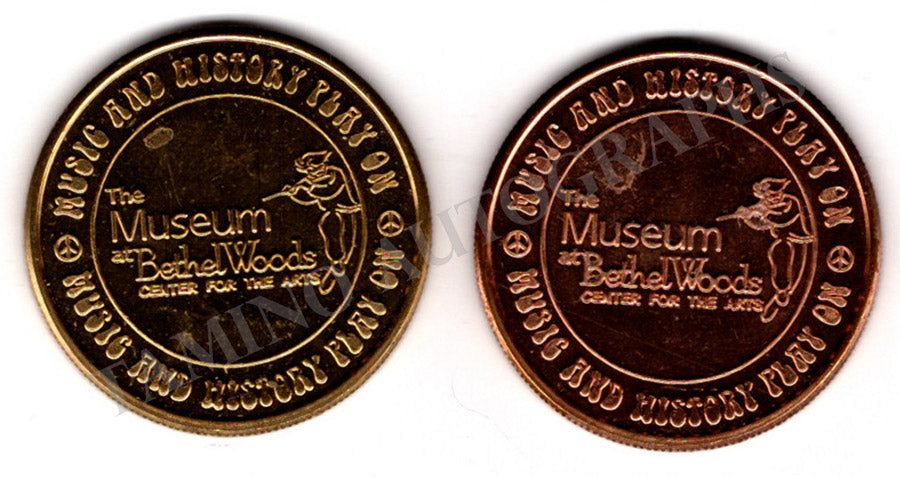 MUSIC AND HISTORY PLAY ON
The
Museum
at Bethel Woods
CENTER FOR THE ARTS
MUSIC AND HISTORY PLAY ON
MUSIC AND HISTORY PLAY ON
The
Museum
at Bethel Woods
CENTER FOR THE ARTS
MUSIC AND HISTORY PLAY ON
TAMINO AUTOGRAPHS